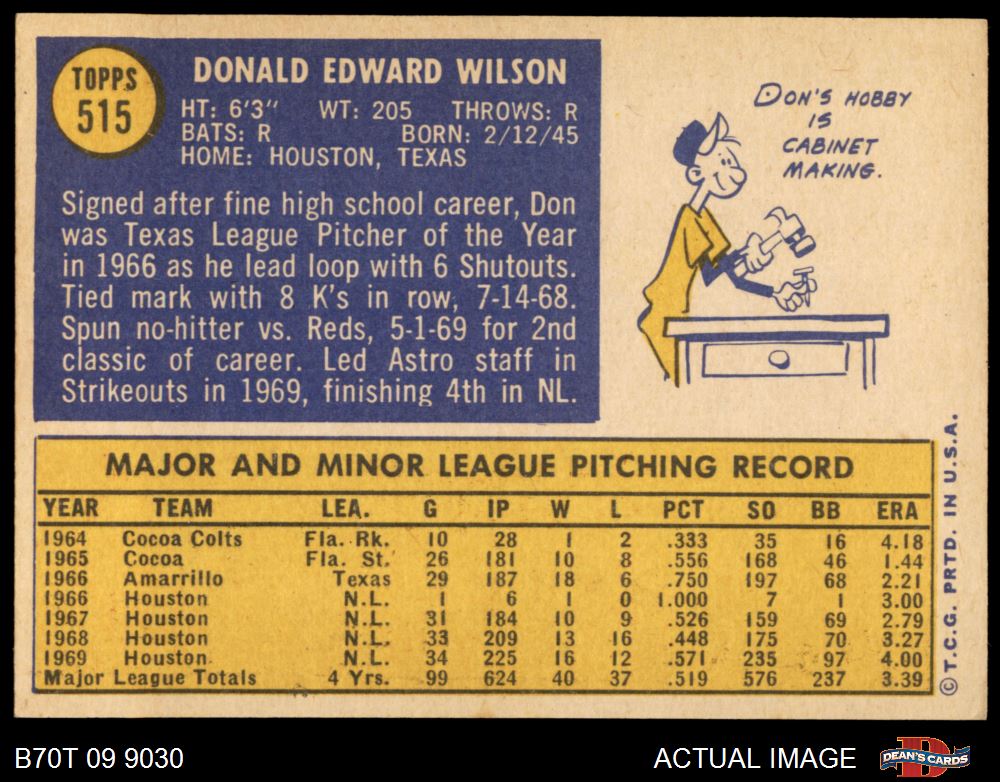 TOPPS
515
DONALD EDWARD WILSON
HT: 6'3" WT: 205 THROWS: R
BATS: R BORN: 2/12/45
HOME: HOUSTON, TEXAS
Signed after fine high school career, Don
was Texas League Pitcher of the Year
in 1966 as he lead loop with 6 Shutouts.
Tied mark with 8 K's in row, 7-14-68.
Spun no-hitter vs. Reds, 5-1-69 for 2nd
classic of career. Led Astro staff in
Strikeouts in 1969, finishing 4th in NL.
DON'S HOBBY
IS
CABINET
MAKING.
MAJOR AND MINOR LEAGUE PITCHING RECORD
YEAR TEAM LEA. G IP W L PCT SO BB ERA
1964 Cocoa Colts Fla. Rk. 10 28 1 2 .333 35 16 4.18
1965 Cocoa Fla. St. 26 181 10 8 .556 168 46 1.44
1966 Amarrillo Texas 29 187 18 6 .750 197 68 2.21
1966 Houston N.L. 1 6 1 0 1.000 7 1 3.00
1967 Houston N.L. 31 184 10 9 .526 159 69 2.79
1968 Houston N.L. 33 209 13 16 .448 175 70 3.27
1969 Houston N.L. 34 225 16 12 .571 235 97 4.00
Major League Totals 4 Yrs. 99 624 40 37 .519 576 237 3.39
© T.C.G. PRTD. IN U.S.A.
B70T 09 9030
ACTUAL IMAGE
DEAN'S CARDS